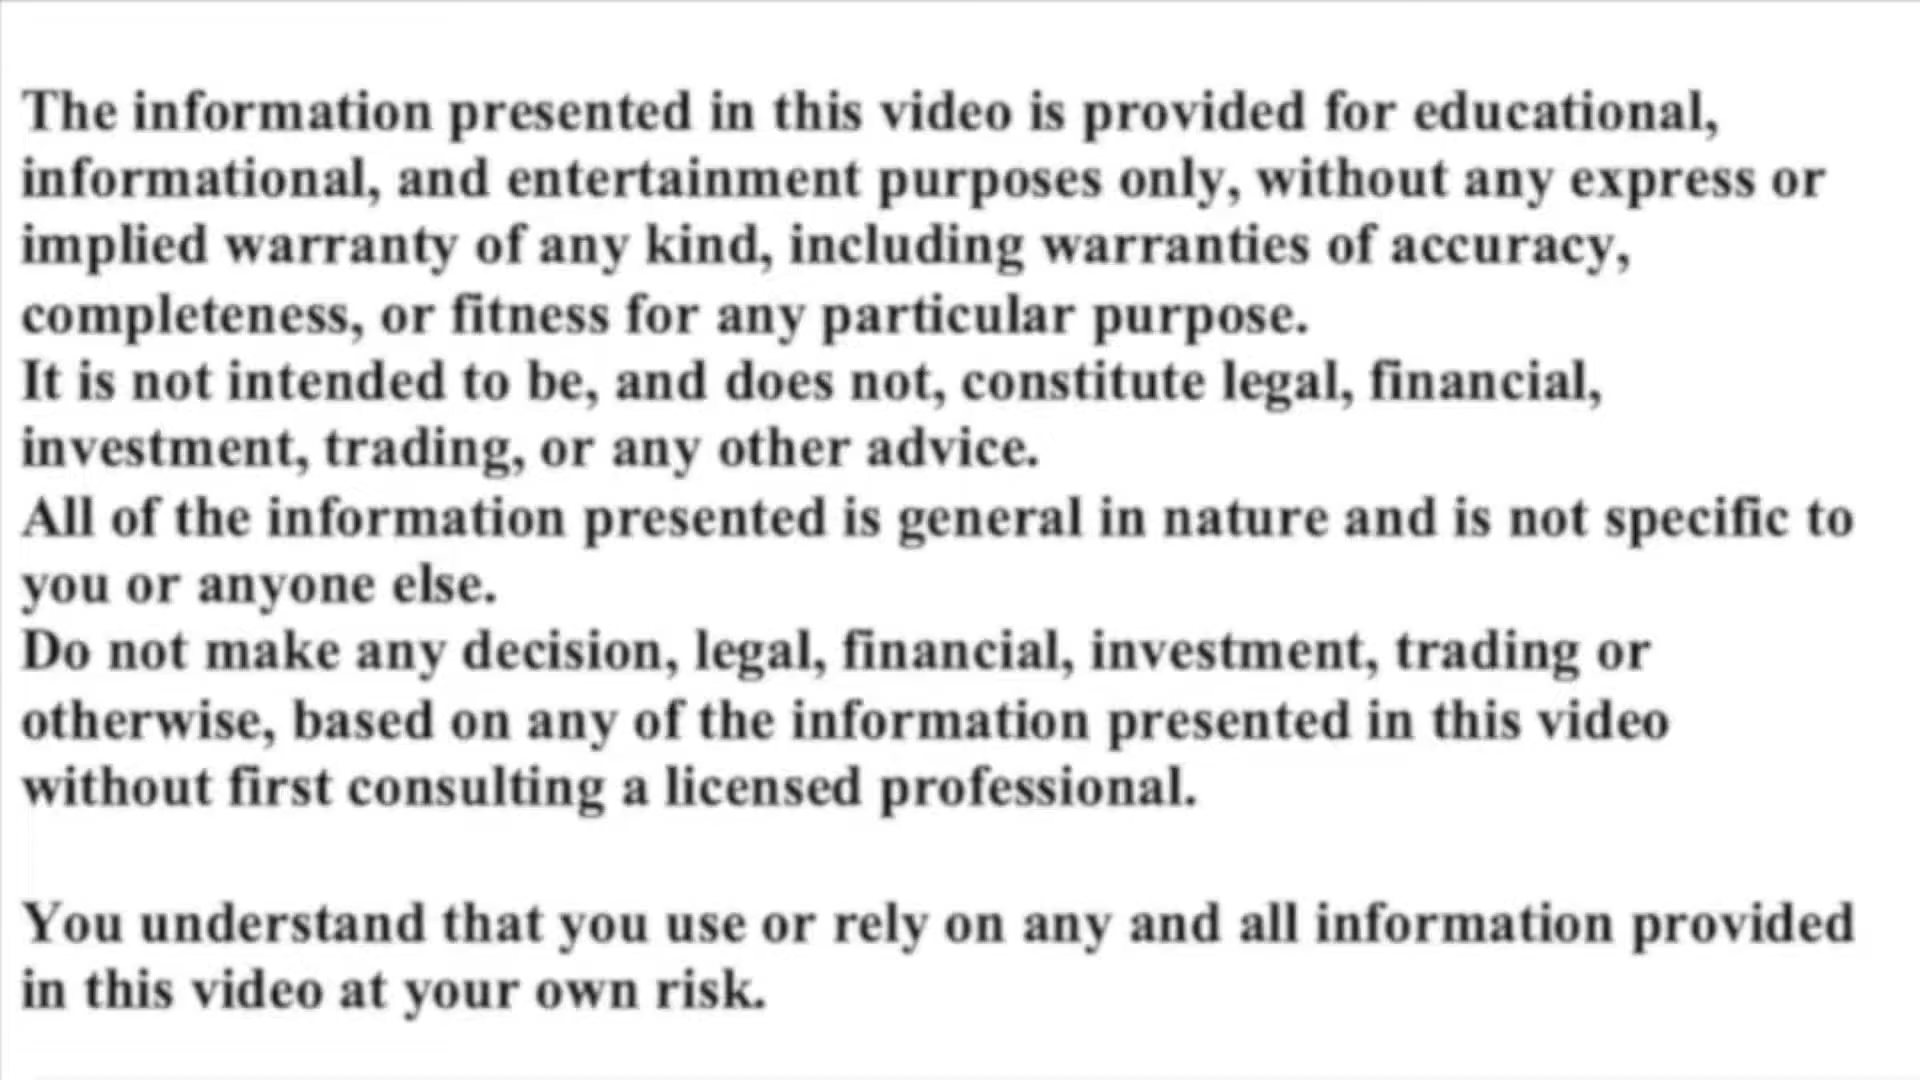 The information presented in this video is provided for educational,
informational, and entertainment purposes only, without any express or
implied warranty of any kind, including warranties of accuracy,
completeness, or fitness for any particular purpose.
It is not intended to be, and does not, constitute legal, financial,
investment, trading, or any other advice.
All of the information presented is general in nature and is not specific to
you or anyone else.
Do not make any decision, legal, financial, investment, trading or
otherwise, based on any of the information presented in this video
without first consulting a licensed professional.
You understand that you use or rely on any and all information provided
in this video at your own risk.